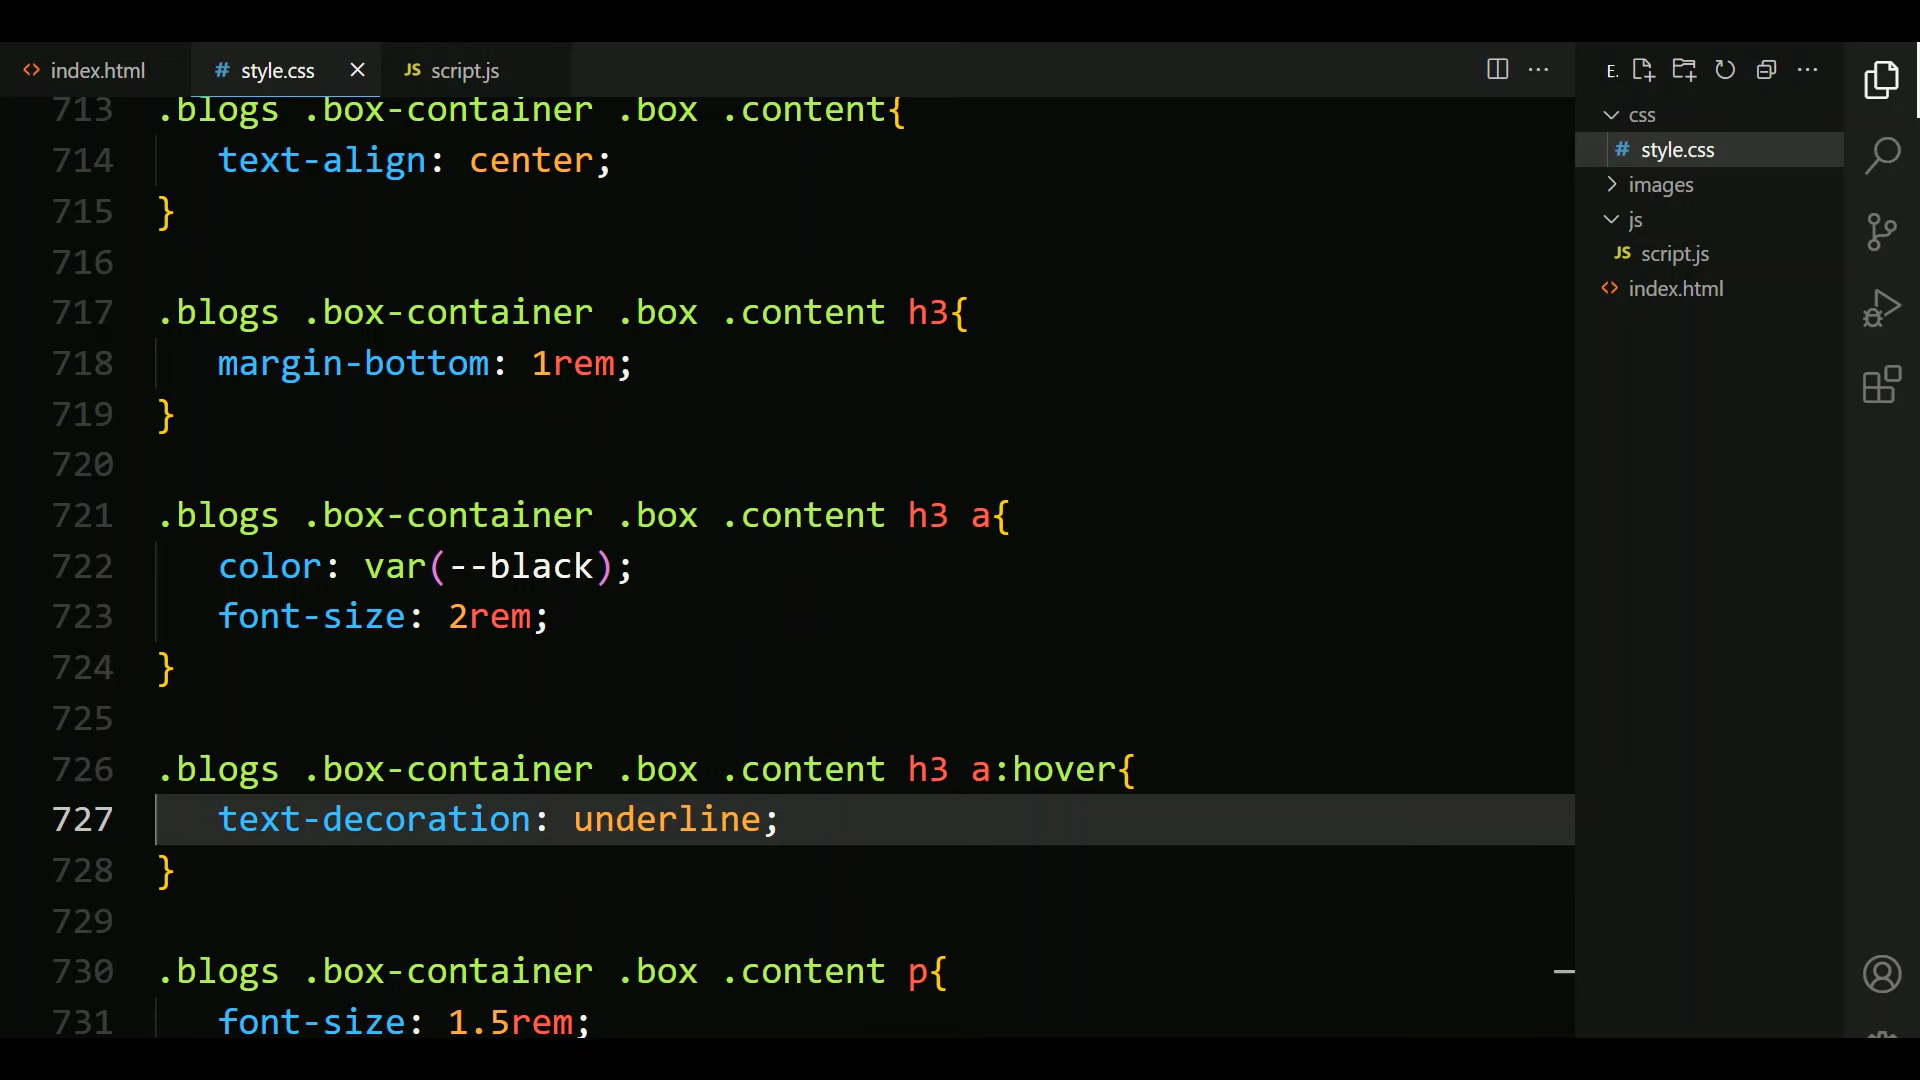 index.html
style.css
JS script.js
E.
713 .blogs .box-container .box .content{
714 text-align: center;
715 }
716
717 .blogs .box-container .box .content h3{
718 margin-bottom: 1rem;
719 }
720
721 .blogs .box-container .box .content h3 a{
722 color: var(--black);
723 font-size: 2rem;
724 }
725
726 .blogs .box-container .box .content h3 a:hover{
727 text-decoration: underline;
728 }
729
730 .blogs .box-container .box .content p{
731 font-size: 1.5rem;
css
# style.css
images
js
JS script.js
index.html